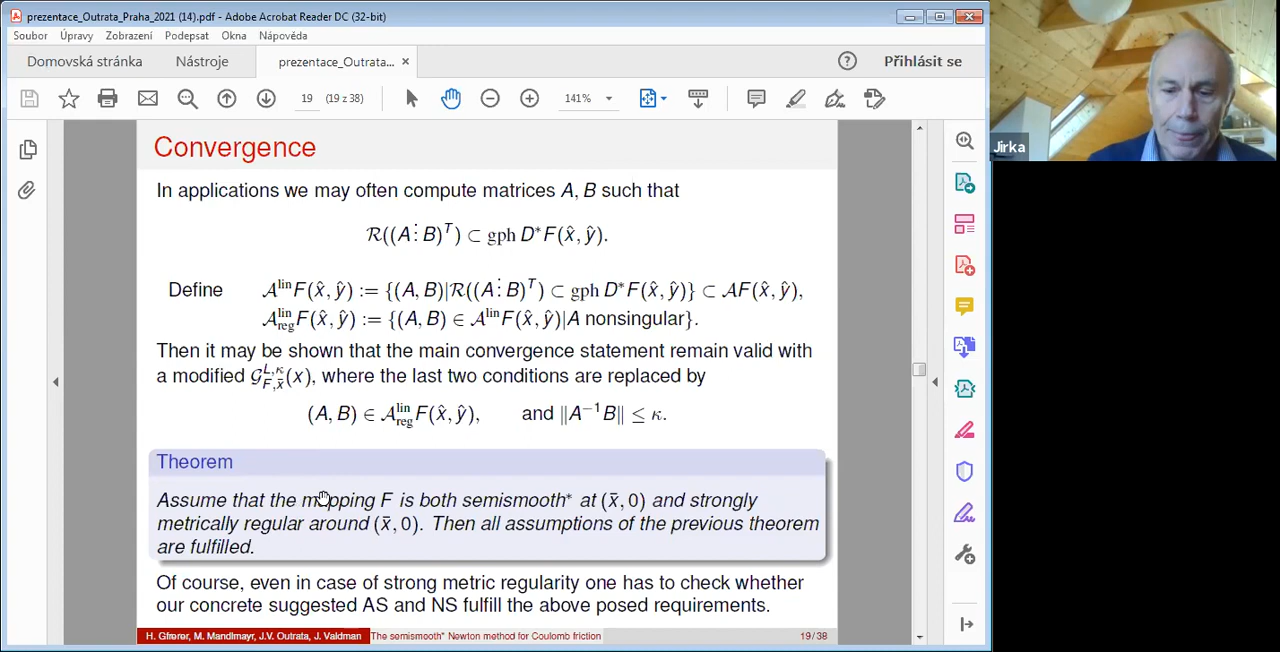 prezentace_Outrata_Praha_2021 (14).pdf - Adobe Acrobat Reader DC (32-bit)
Soubor Úpravy Zobrazení Podepsat Okna Nápověda
Domovská stránka Nástroje prezentace_Outrata... × Přihlásit se
19 (19 z 38) 141%
Jirka
Convergence
In applications we may often compute matrices A, B such that
R((A⋮B)^T) ⊂ gph D*F(x̂, ŷ).
Define A^lin F(x̂, ŷ) := {(A, B)|R((A⋮B)^T) ⊂ gph D*F(x̂, ŷ)} ⊂ AF(x̂, ŷ),
A^lin_reg F(x̂, ŷ) := {(A, B) ∈ A^lin F(x̂, ŷ)|A nonsingular}.
Then it may be shown that the main convergence statement remain valid with
a modified G^{L,κ}_{F,x̄}(x), where the last two conditions are replaced by
(A, B) ∈ A^lin_reg F(x̂, ŷ), and ‖A⁻¹B‖ ≤ κ.
Theorem
Assume that the mapping F is both semismooth* at (x̄, 0) and strongly
metrically regular around (x̄, 0). Then all assumptions of the previous theorem
are fulfilled.
Of course, even in case of strong metric regularity one has to check whether
our concrete suggested AS and NS fulfill the above posed requirements.
H. Gfrerer, M. Mandlmayr, J.V. Outrata, J. Valdman The semismooth* Newton method for Coulomb friction 19/38